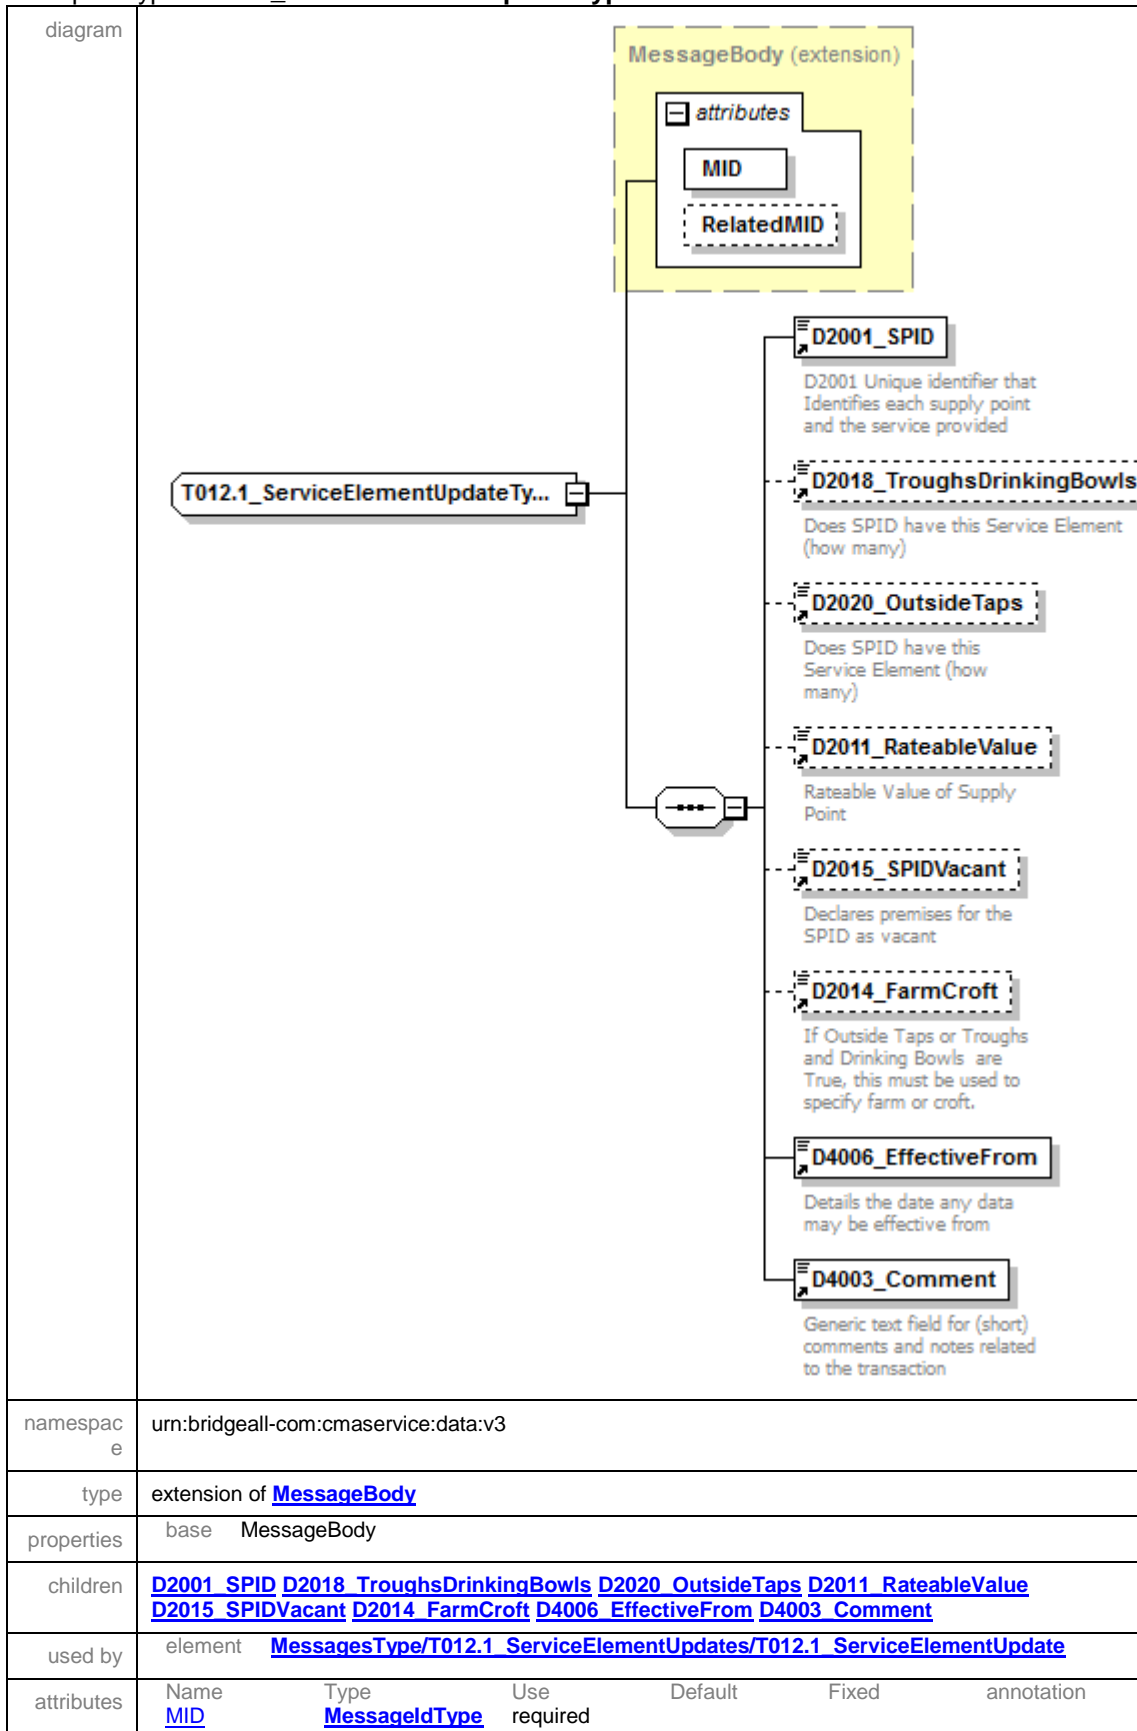 diagram
MessageBody (extension)
attributes
MID
RelatedMID
D2001_SPID
D2001 Unique identifier that
Identifies each supply point
and the service provided
T012.1_ServiceElementUpdateTy...
D2018_TroughsDrinkingBowls
Does SPID have this Service Element
(how many)
D2020_OutsideTaps
Does SPID have this
Service Element (how
many)
D2011_RateableValue
Rateable Value of Supply
Point
D2015_SPIDVacant
Declares premises for the
SPID as vacant
D2014_FarmCroft
If Outside Taps or Troughs
and Drinking Bowls are
True, this must be used to
specify farm or croft.
D4006_EffectiveFrom
Details the date any data
may be effective from
D4003_Comment
Generic text field for (short)
comments and notes related
to the transaction
namespac
e
urn:bridgeall-com:cmaservice:data:v3
type extension of MessageBody
properties base MessageBody
children D2001_SPID D2018_TroughsDrinkingBowls D2020_OutsideTaps D2011_RateableValue
D2015_SPIDVacant D2014_FarmCroft D4006_EffectiveFrom D4003_Comment
used by element MessagesType/T012.1_ServiceElementUpdates/T012.1_ServiceElementUpdate
attributes Name Type Use Default Fixed annotation
MID MessageIdType required